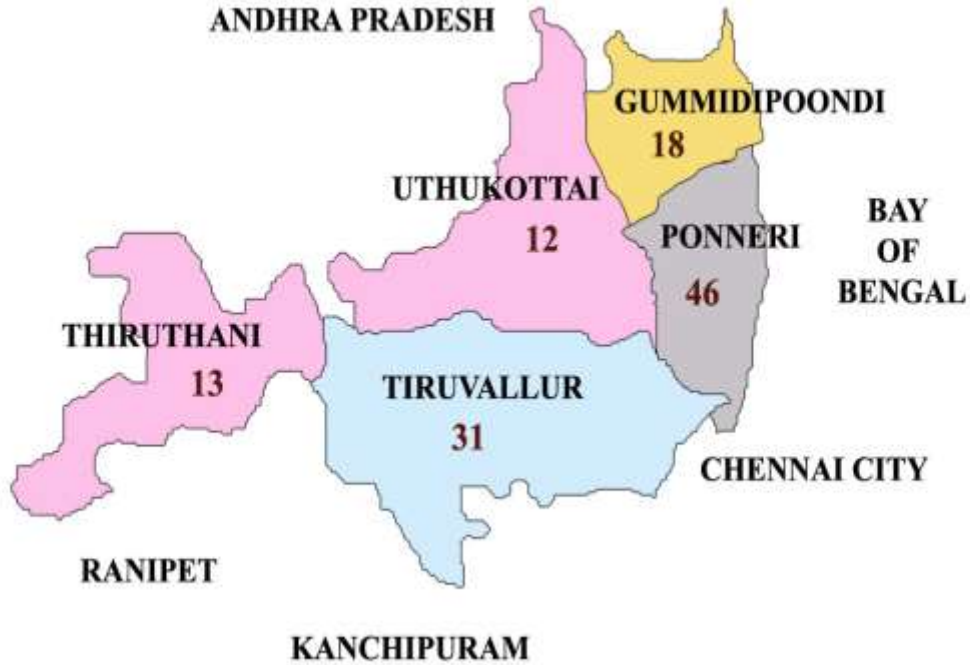 ANDHRA PRADESH
GUMMIDIPOONDI
18
UTHUKOTTAI
12
PONNERI
46
BAY
OF
BENGAL
THIRUTHANI
13
TIRUVALLUR
31
CHENNAI CITY
RANIPET
KANCHIPURAM